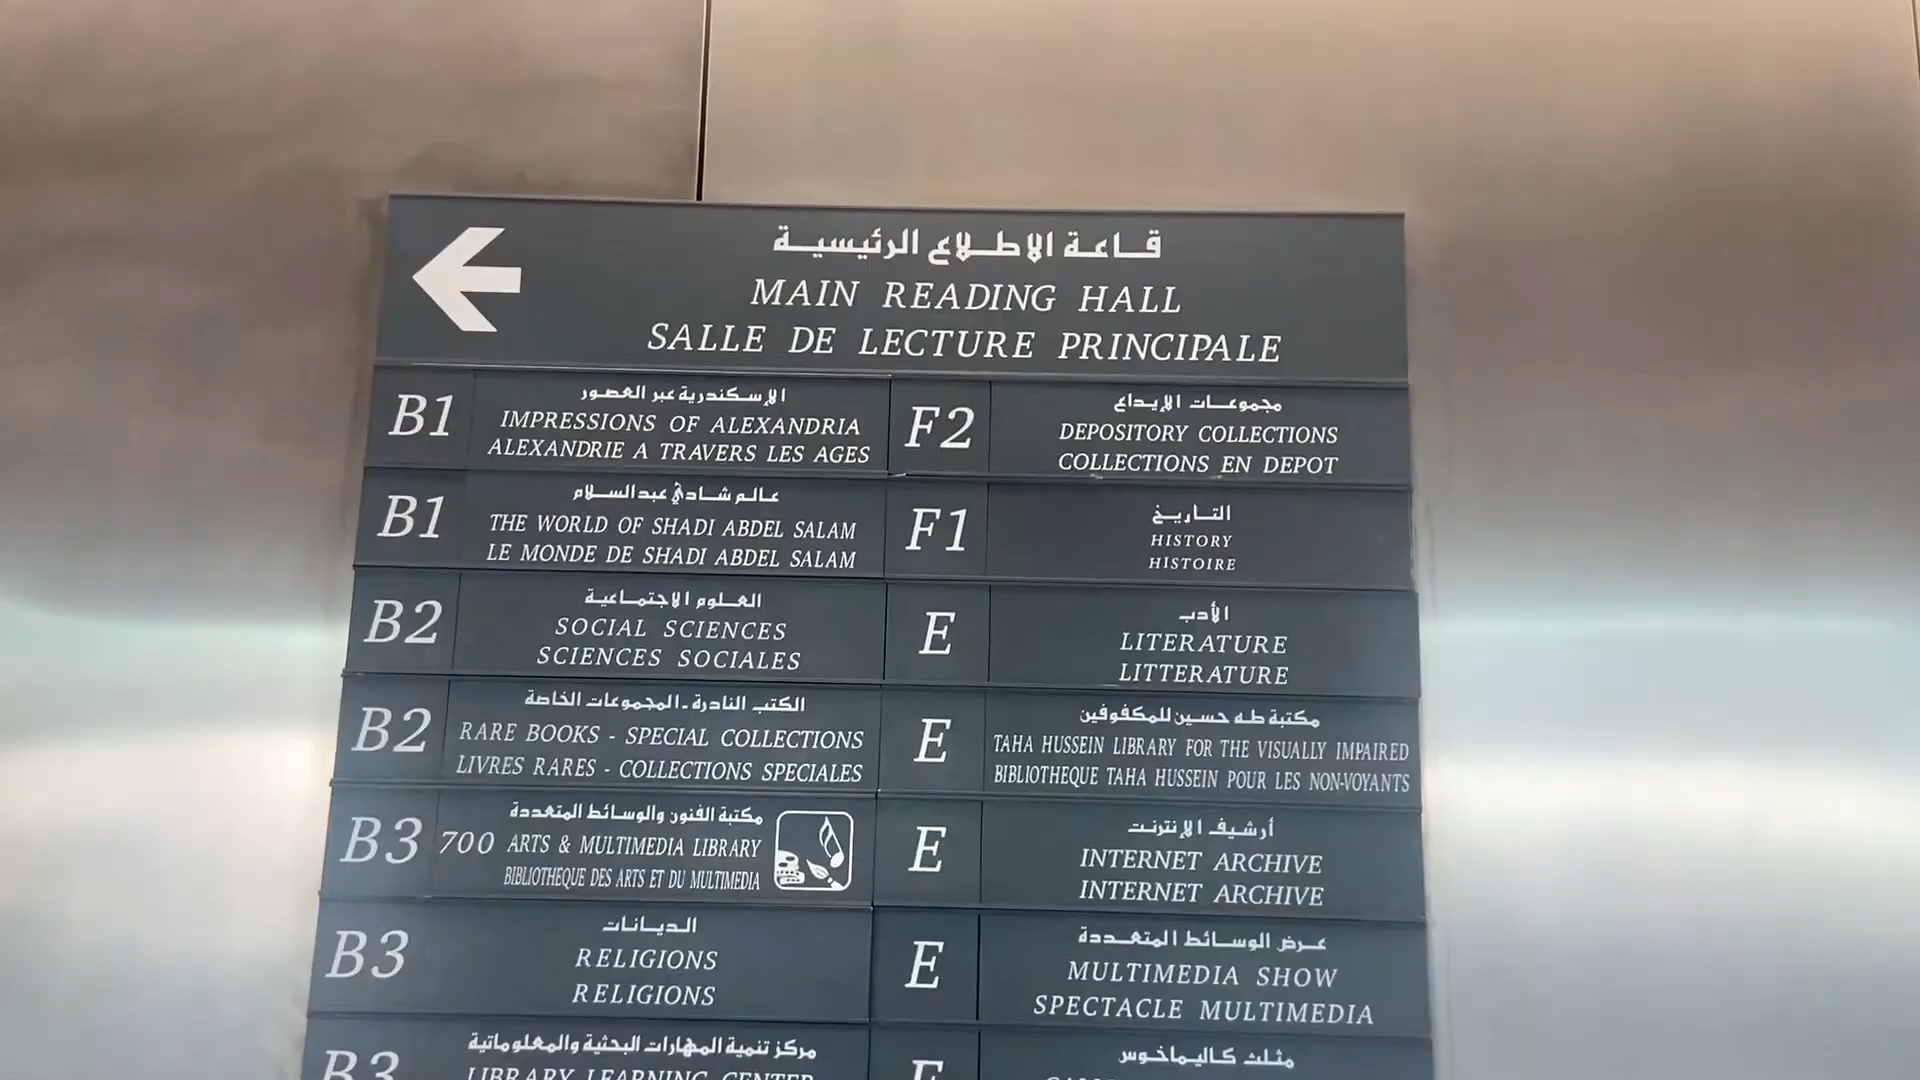 قاعة الاطلاع الرئيسية
MAIN READING HALL
SALLE DE LECTURE PRINCIPALE
B1
الإسكندرية عبر العصور
IMPRESSIONS OF ALEXANDRIA
ALEXANDRIE A TRAVERS LES AGES
F2
مجموعات الإيداع
DEPOSITORY COLLECTIONS
COLLECTIONS EN DEPOT
B1
عالم شادي عبدالسلام
THE WORLD OF SHADI ABDEL SALAM
LE MONDE DE SHADI ABDEL SALAM
F1
التاريخ
HISTORY
HISTOIRE
B2
العلوم الاجتماعية
SOCIAL SCIENCES
SCIENCES SOCIALES
E
الأدب
LITERATURE
LITTERATURE
B2
الكتب النادرة - المجموعات الخاصة
RARE BOOKS - SPECIAL COLLECTIONS
LIVRES RARES - COLLECTIONS SPECIALES
E
مكتبة طه حسين للمكفوفين
TAHA HUSSEIN LIBRARY FOR THE VISUALLY IMPAIRED
BIBLIOTHEQUE TAHA HUSSEIN POUR LES NON-VOYANTS
B3
مكتبة الفنون والوسائط المتعددة
700 ARTS & MULTIMEDIA LIBRARY
BIBLIOTHEQUE DES ARTS ET DU MULTIMEDIA
E
أرشيف الإنترنت
INTERNET ARCHIVE
INTERNET ARCHIVE
B3
الديانات
RELIGIONS
RELIGIONS
E
عرض الوسائط المتعددة
MULTIMEDIA SHOW
SPECTACLE MULTIMEDIA
B3
مركز تنمية المهارات البحثية والمعلوماتية
LIBRARY LEARNING CENTER
E
مثلث كاليماخوس